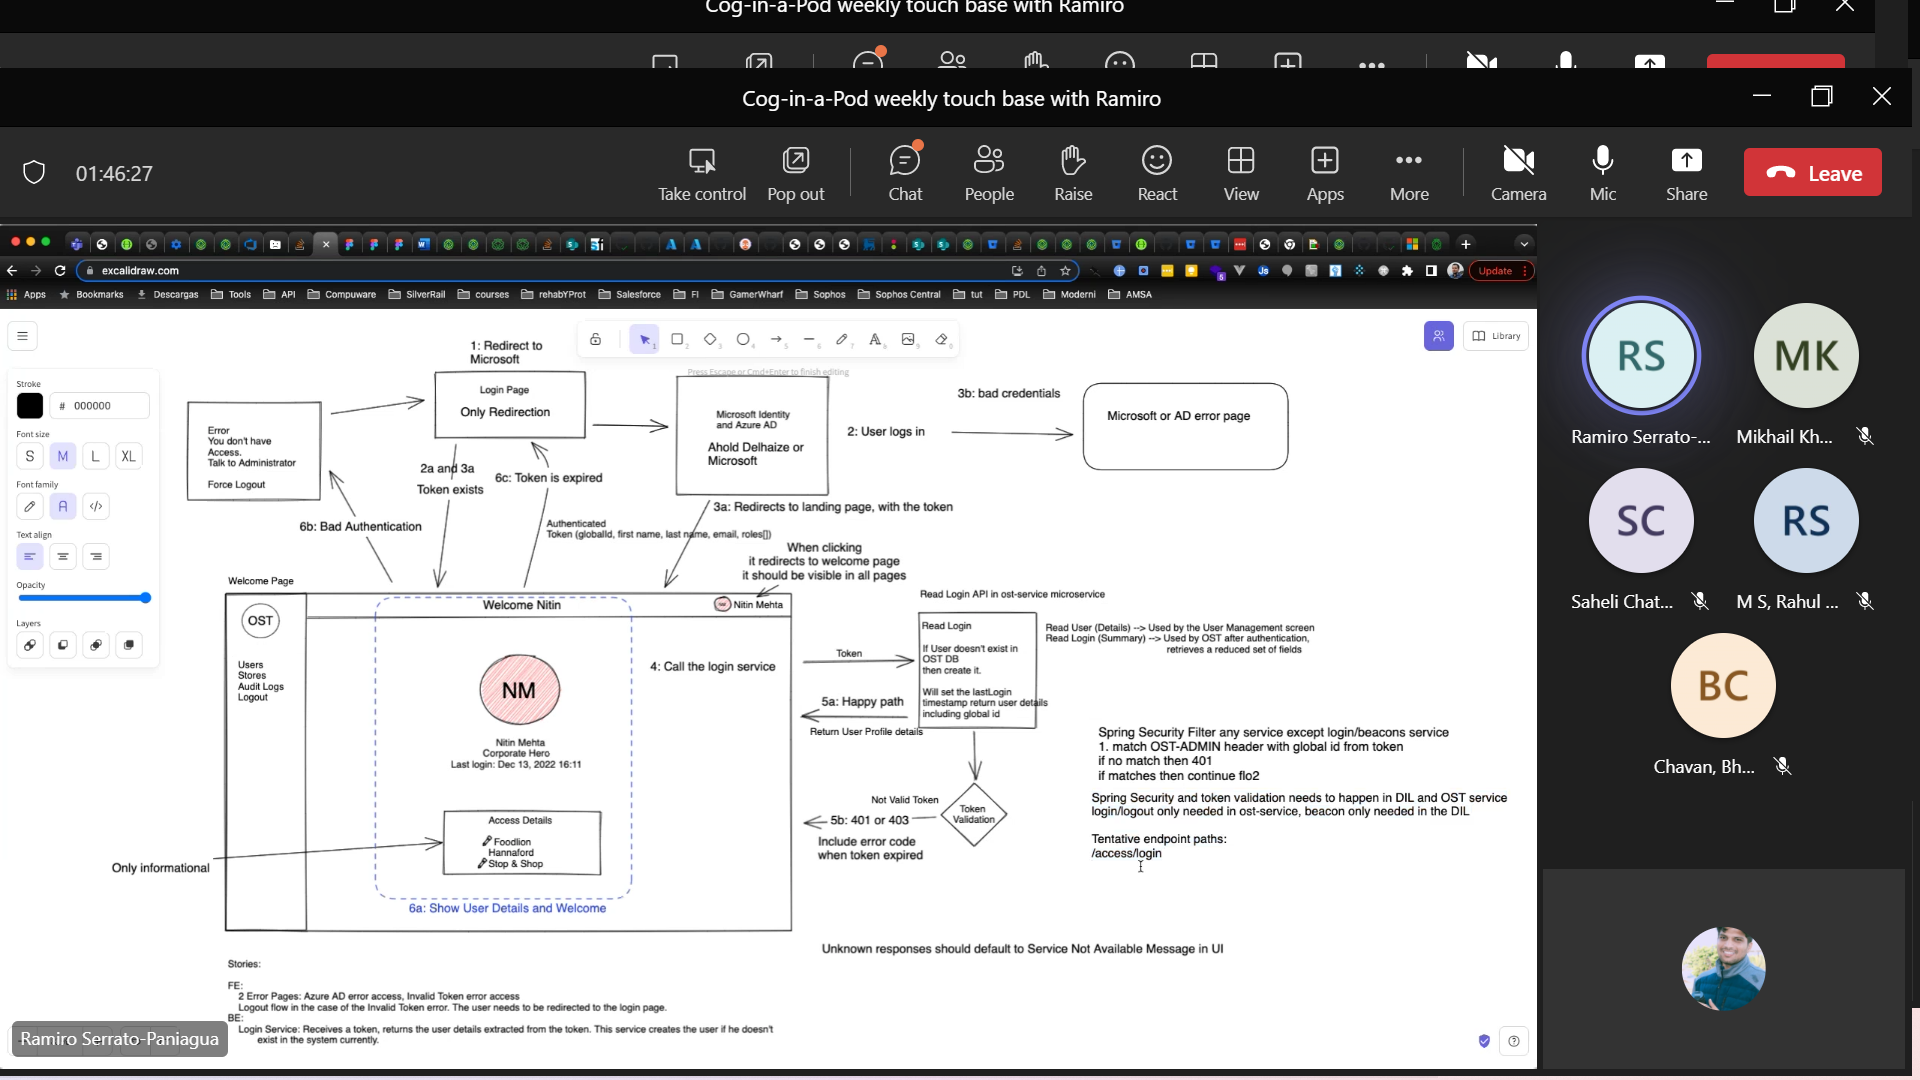 Cog-in-a-Pod weekly touch base with Ramiro
Cog-in-a-Pod weekly touch base with Ramiro
01:46:27
Take control
Pop out
Chat
People
Raise
React
View
Apps
More
Camera
Mic
Share
Leave
excalidraw.com
Update
Apps
Bookmarks
Descargas
Tools
API
Compuware
SilverRail
courses
rehabYProt
Salesforce
FI
GamerWharf
Sophos
Sophos Central
tut
PDL
Moderni
AMSA
Library
Press Escape or Cmd+Enter to finish editing
Stroke
# 000000
Font size
S M L XL
Font family
A
Text align
Opacity
Layers
1: Redirect to
Microsoft
Login Page
Only Redirection
Error
You don't have
Access.
Talk to Administrator
Force Logout
Microsoft Identity
and Azure AD
Ahold Delhaize or
Microsoft
2: User logs in
3b: bad credentials
Microsoft or AD error page
2a and 3a
Token exists
6c: Token is expired
6b: Bad Authentication
3a: Redirects to landing page, with the token
Authenticated
Token (globalId, first name, last name, email, roles[])
When clicking
it redirects to welcome page
it should be visible in all pages
Welcome Page
OST
Welcome Nitin
Nitin Mehta
Users
Stores
Audit Logs
Logout
NM
Nitin Mehta
Corporate Hero
Last login: Dec 13, 2022 16:11
Access Details
Foodlion
Hannaford
Stop & Shop
Only informational
6a: Show User Details and Welcome
4: Call the login service
Token
5a: Happy path
Return User Profile details
Read Login API in ost-service microservice
Read Login
If User doesn't exist in
OST DB
then create it.
Will set the lastLogin
timestamp return user details
including global id
Read User (Details) --> Used by the User Management screen
Read Login (Summary) --> Used by OST after authentication,
retrieves a reduced set of fields
Not Valid Token
5b: 401 or 403
Include error code
when token expired
Token
Validation
Spring Security Filter any service except login/beacons service
1. match OST-ADMIN header with global id from token
if no match then 401
if matches then continue flo2
Spring Security and token validation needs to happen in DIL and OST service
login/logout only needed in ost-service, beacon only needed in the DIL
Tentative endpoint paths:
/access/login
Unknown responses should default to Service Not Available Message in UI
Stories:
FE:
2 Error Pages: Azure AD error access, Invalid Token error access
Logout flow in the case of the Invalid Token error. The user needs to be redirected to the login page.
BE:
Login Service: Receives a token, returns the user details extracted from the token. This service creates the user if he doesn't
exist in the system currently.
Ramiro Serrato-Paniagua
RS
Ramiro Serrato-...
MK
Mikhail Kh...
SC
Saheli Chat...
RS
M S, Rahul ...
BC
Chavan, Bh...